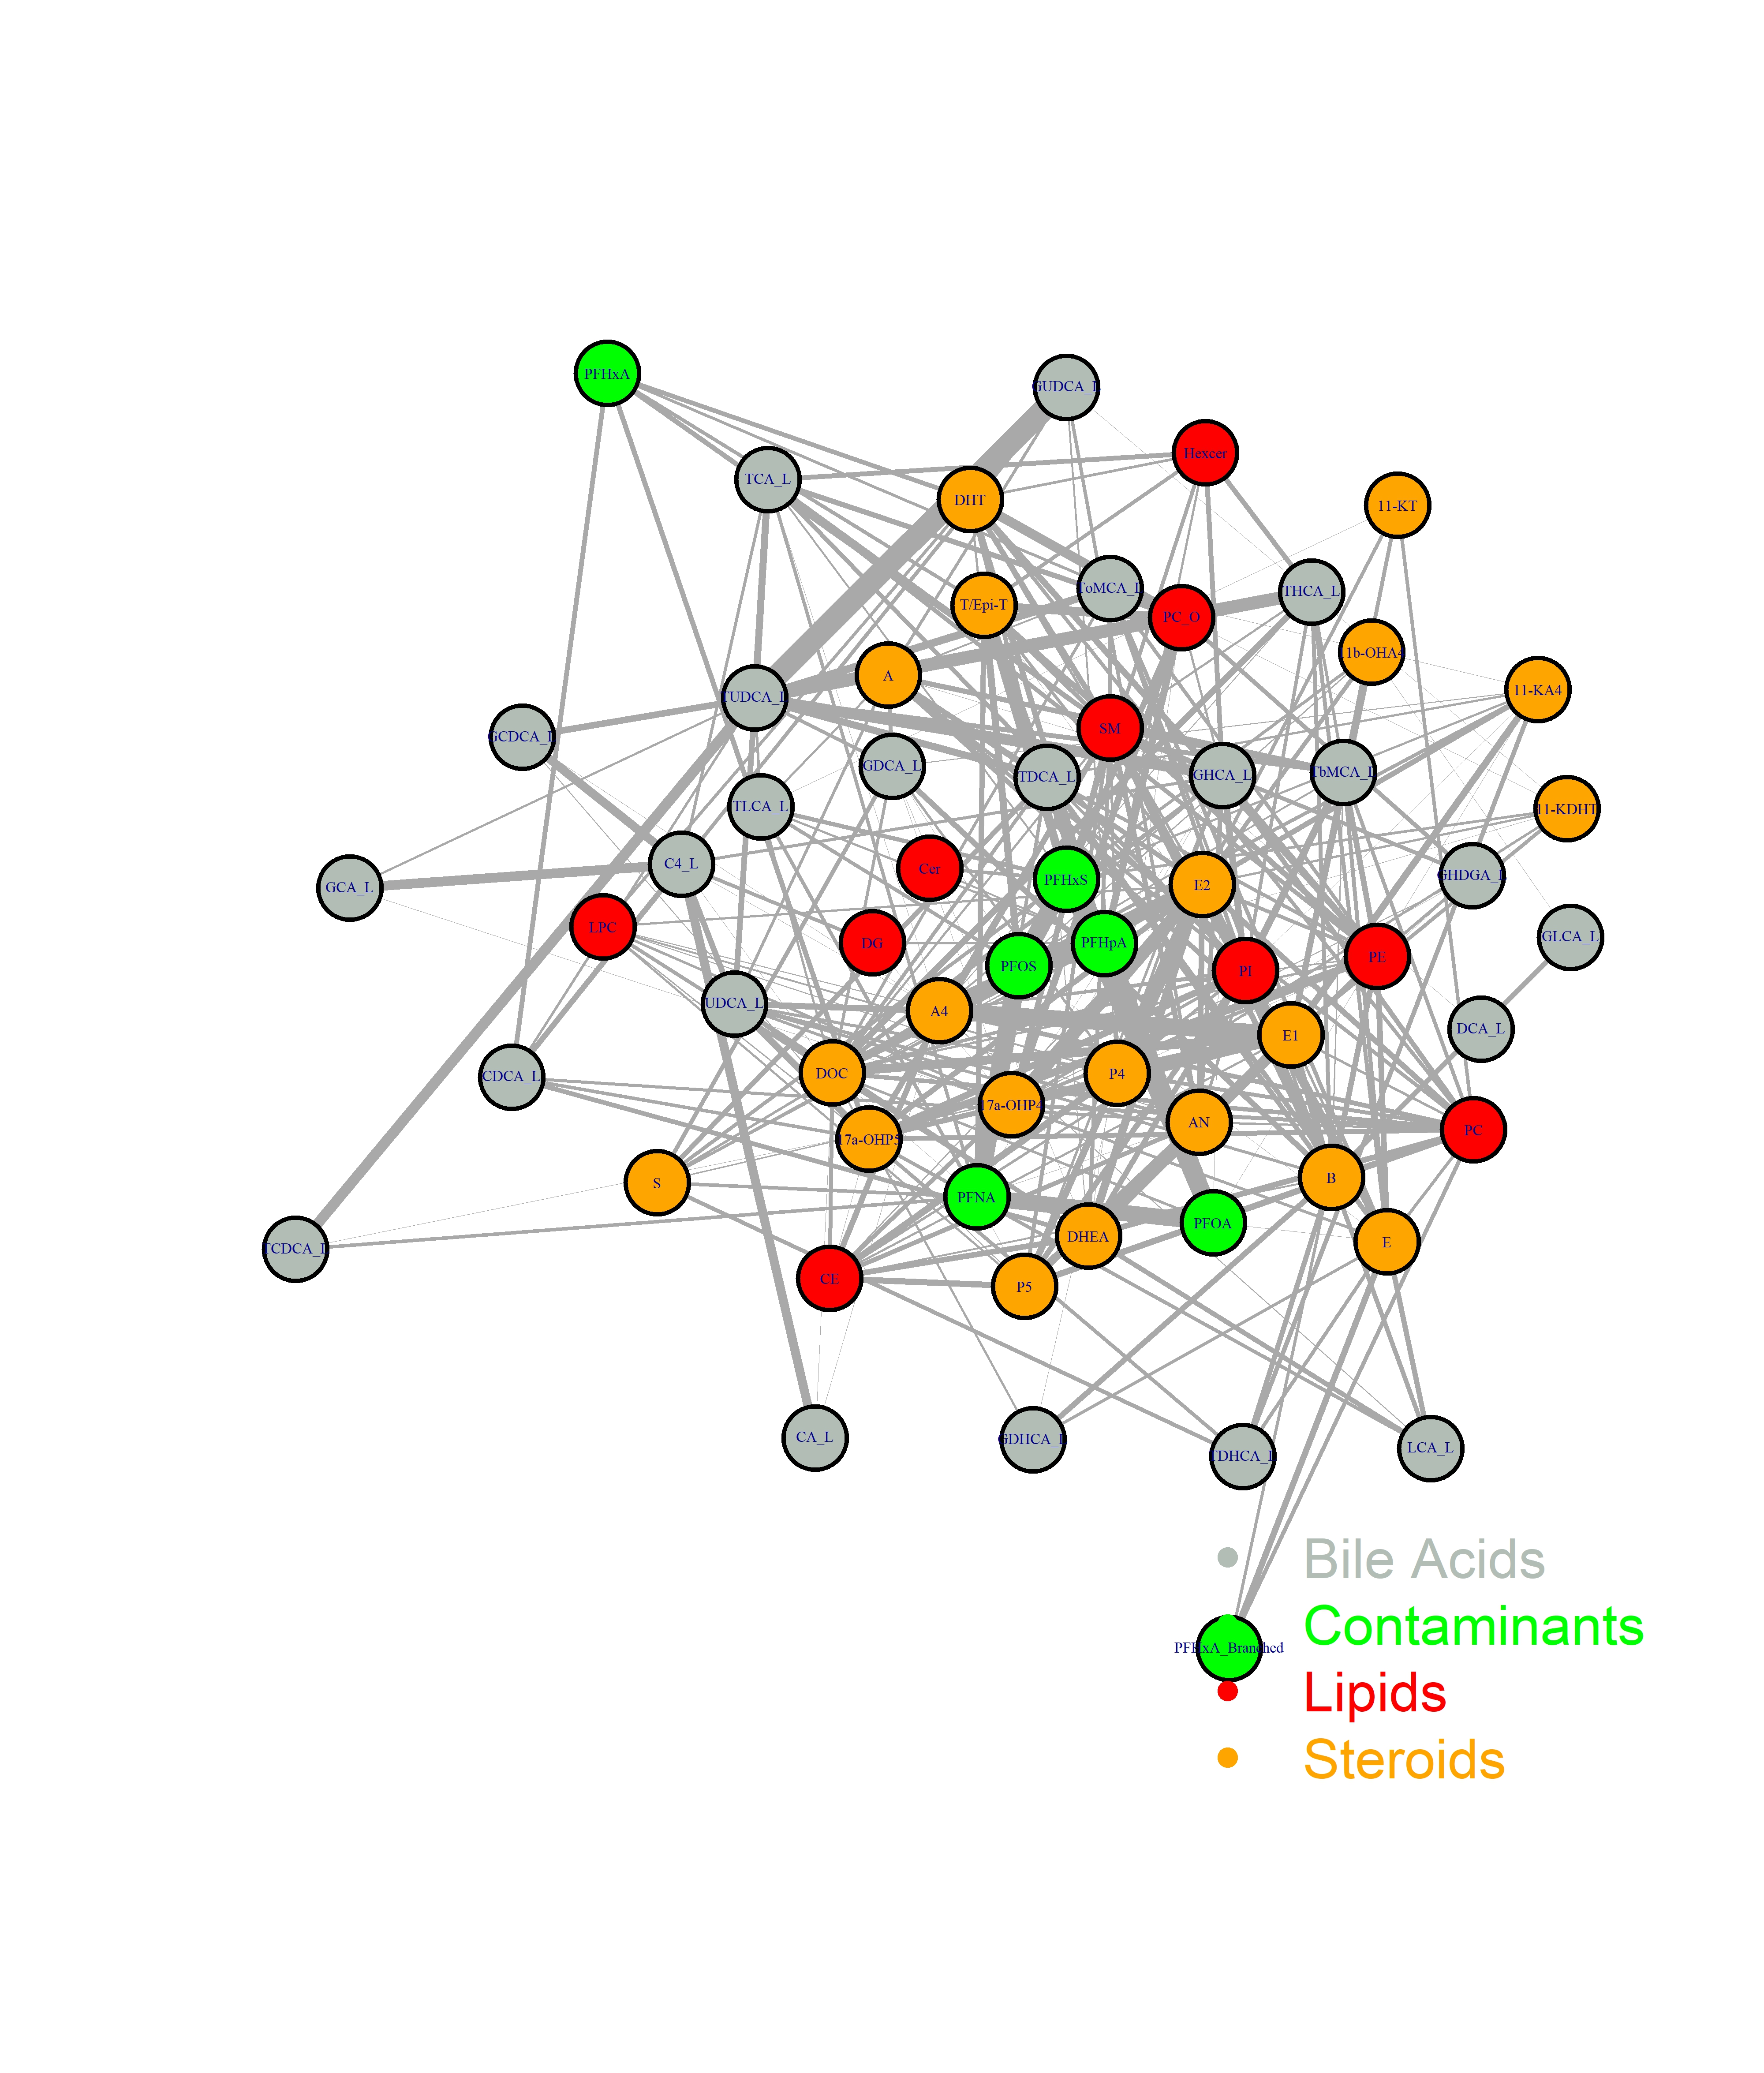 PFHxA
GUDCA_L
Hexcer
TCA_L
DHT
11-KT
ToMCA_L
THCA_L
T/Epi-T
PC_O
1b-OHA4
A
11-KA4
TUDCA_L
SM
GCDCA_L
GDCA_L
TDCA_L
GHCA_L
TbMCA_L
TLCA_L
11-KDHT
C4_L
Cer
PFHxS
E2
GHDGA_L
GCA_L
LPC
DG
PFHpA
GLCA_L
PFOS
PI
PE
UDCA_L
A4
E1
DCA_L
CDCA_L
DOC
P4
17a-OHP4
AN
PC
17a-OHP5
S
PFNA
B
PFOA
DHEA
E
TCDCA_L
CE
P5
CA_L
GDHCA_L
TDHCA_L
LCA_L
Bile Acids
Contaminants
PFHxA_Branched
Lipids
Steroids